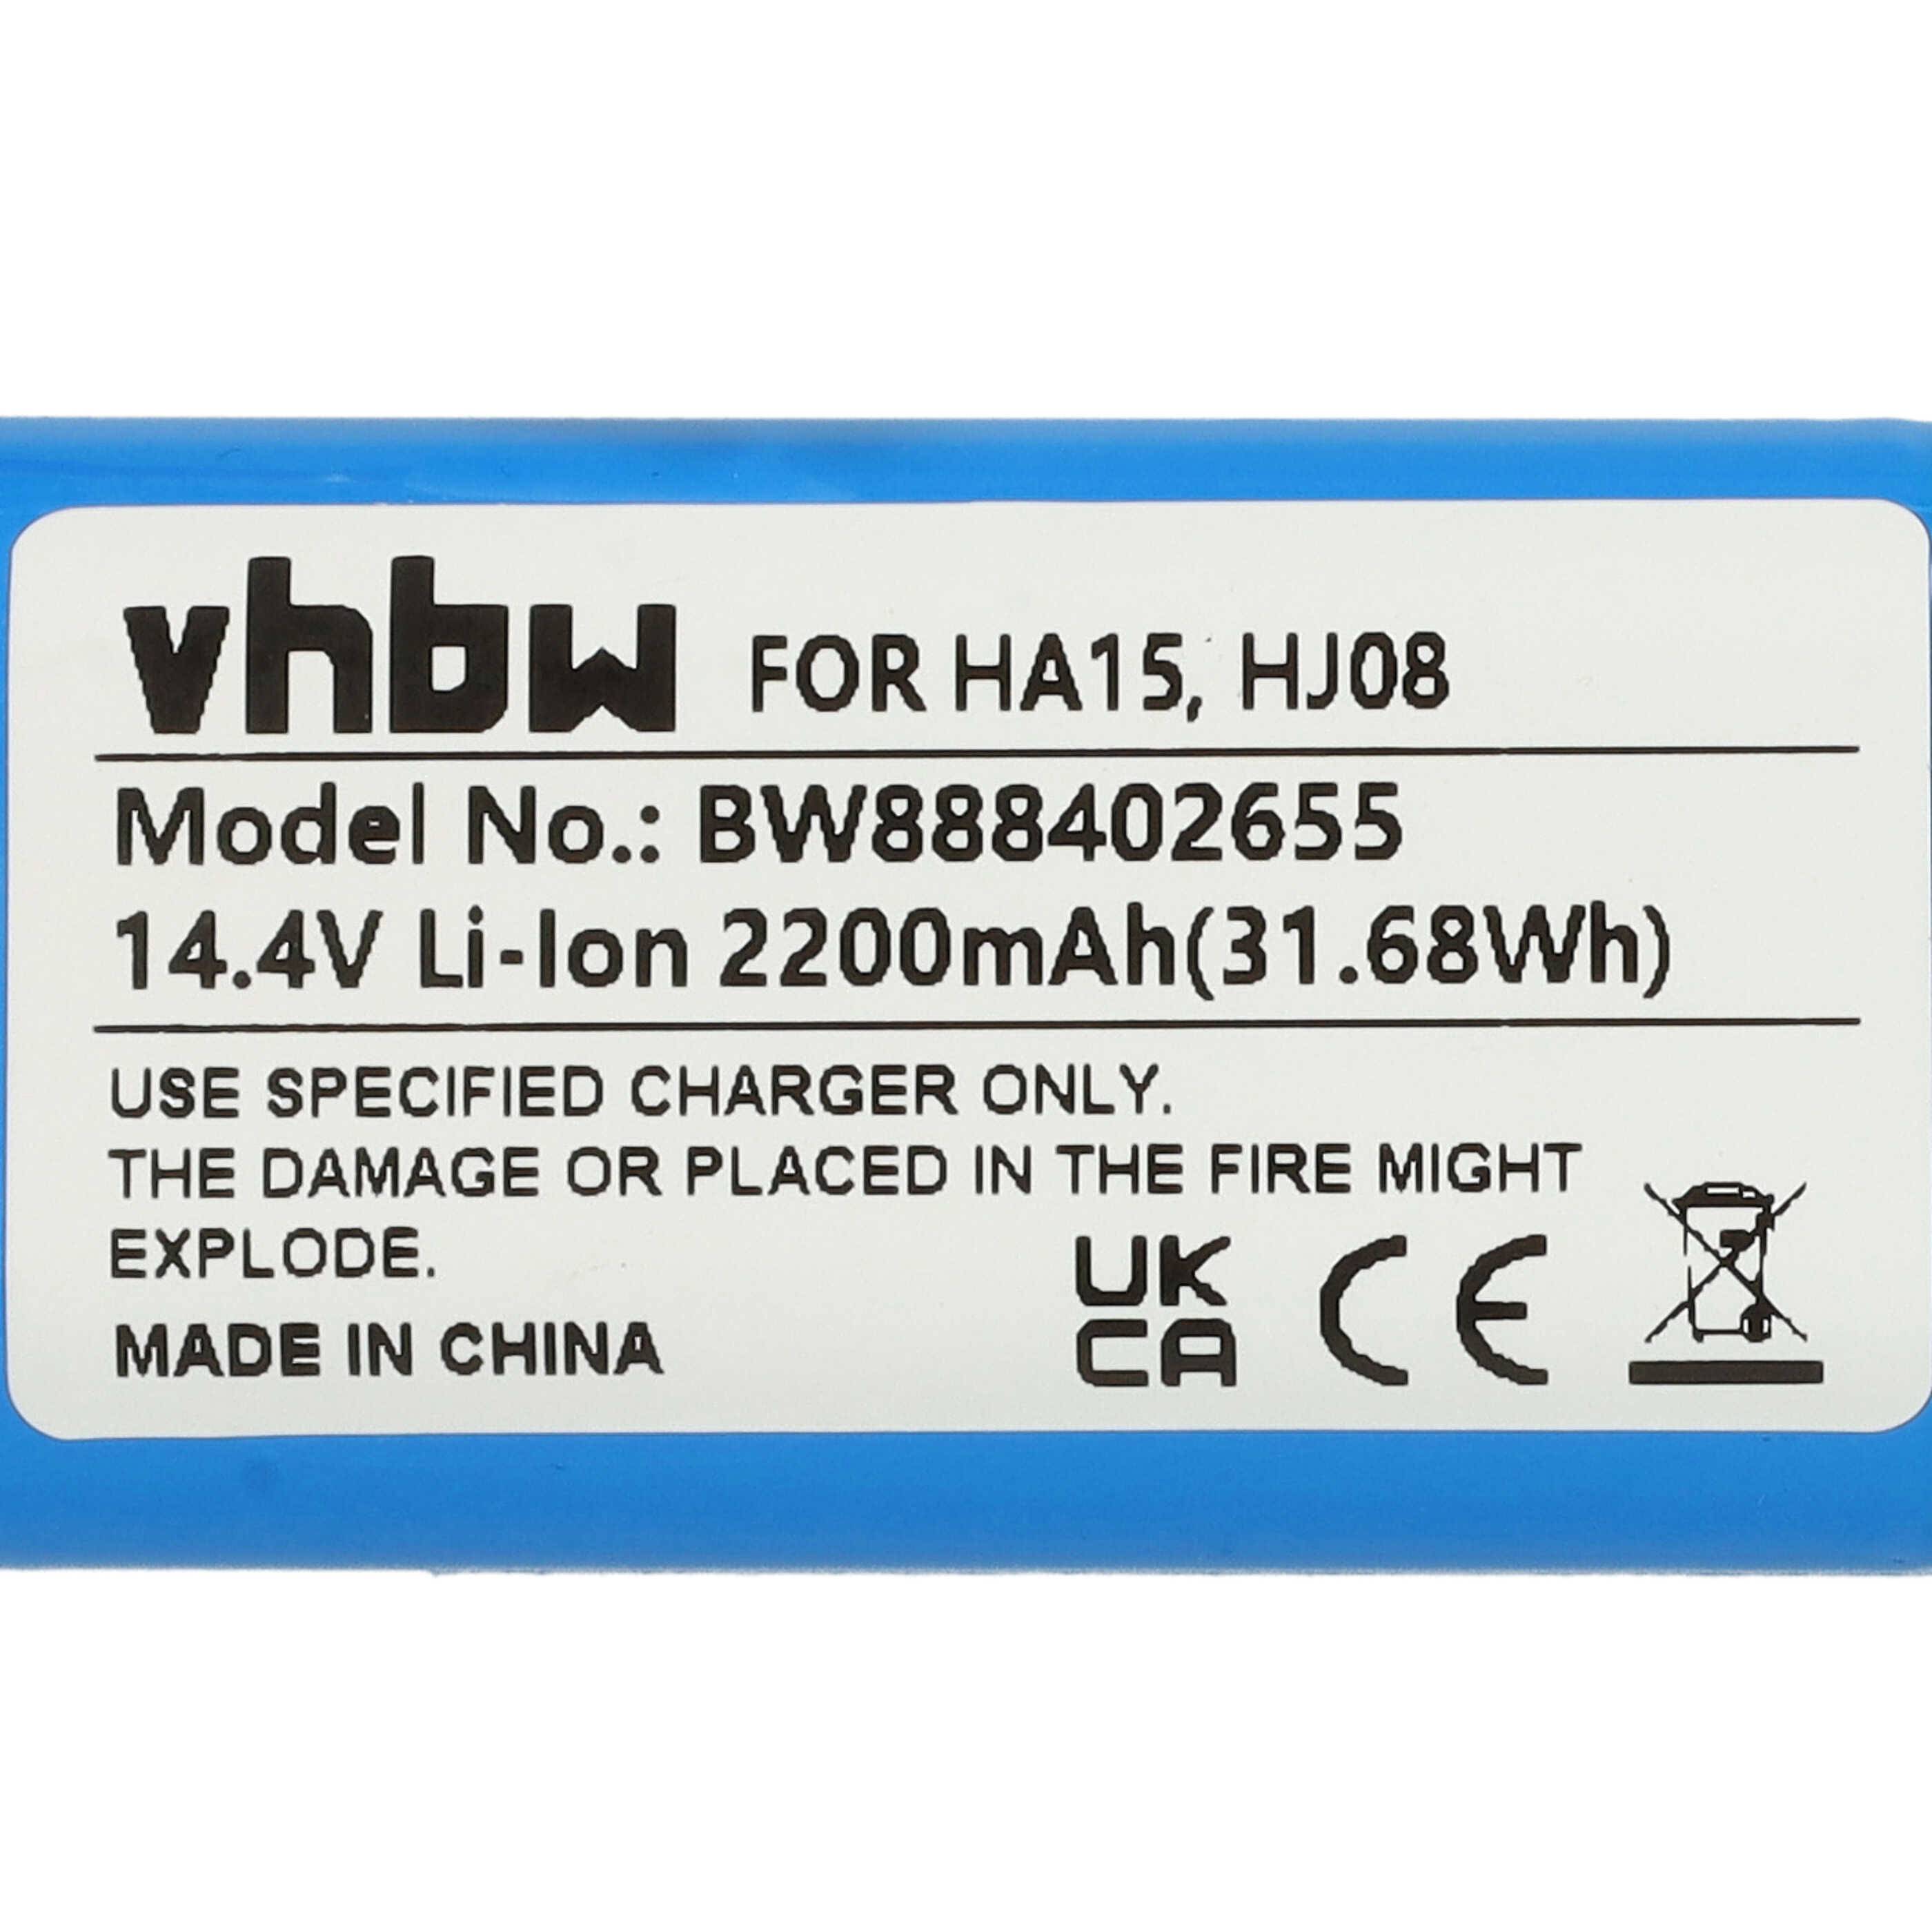 vhbw FOR HA15, HJ08
Model No.: BW888402655
14.4V Li-Ion 2200mAh(31.68Wh)
USE SPECIFIED CHARGER ONLY.
THE DAMAGE OR PLACED IN THE FIRE MIGHT
EXPLODE.
MADE IN CHINA
UK
CA
CE